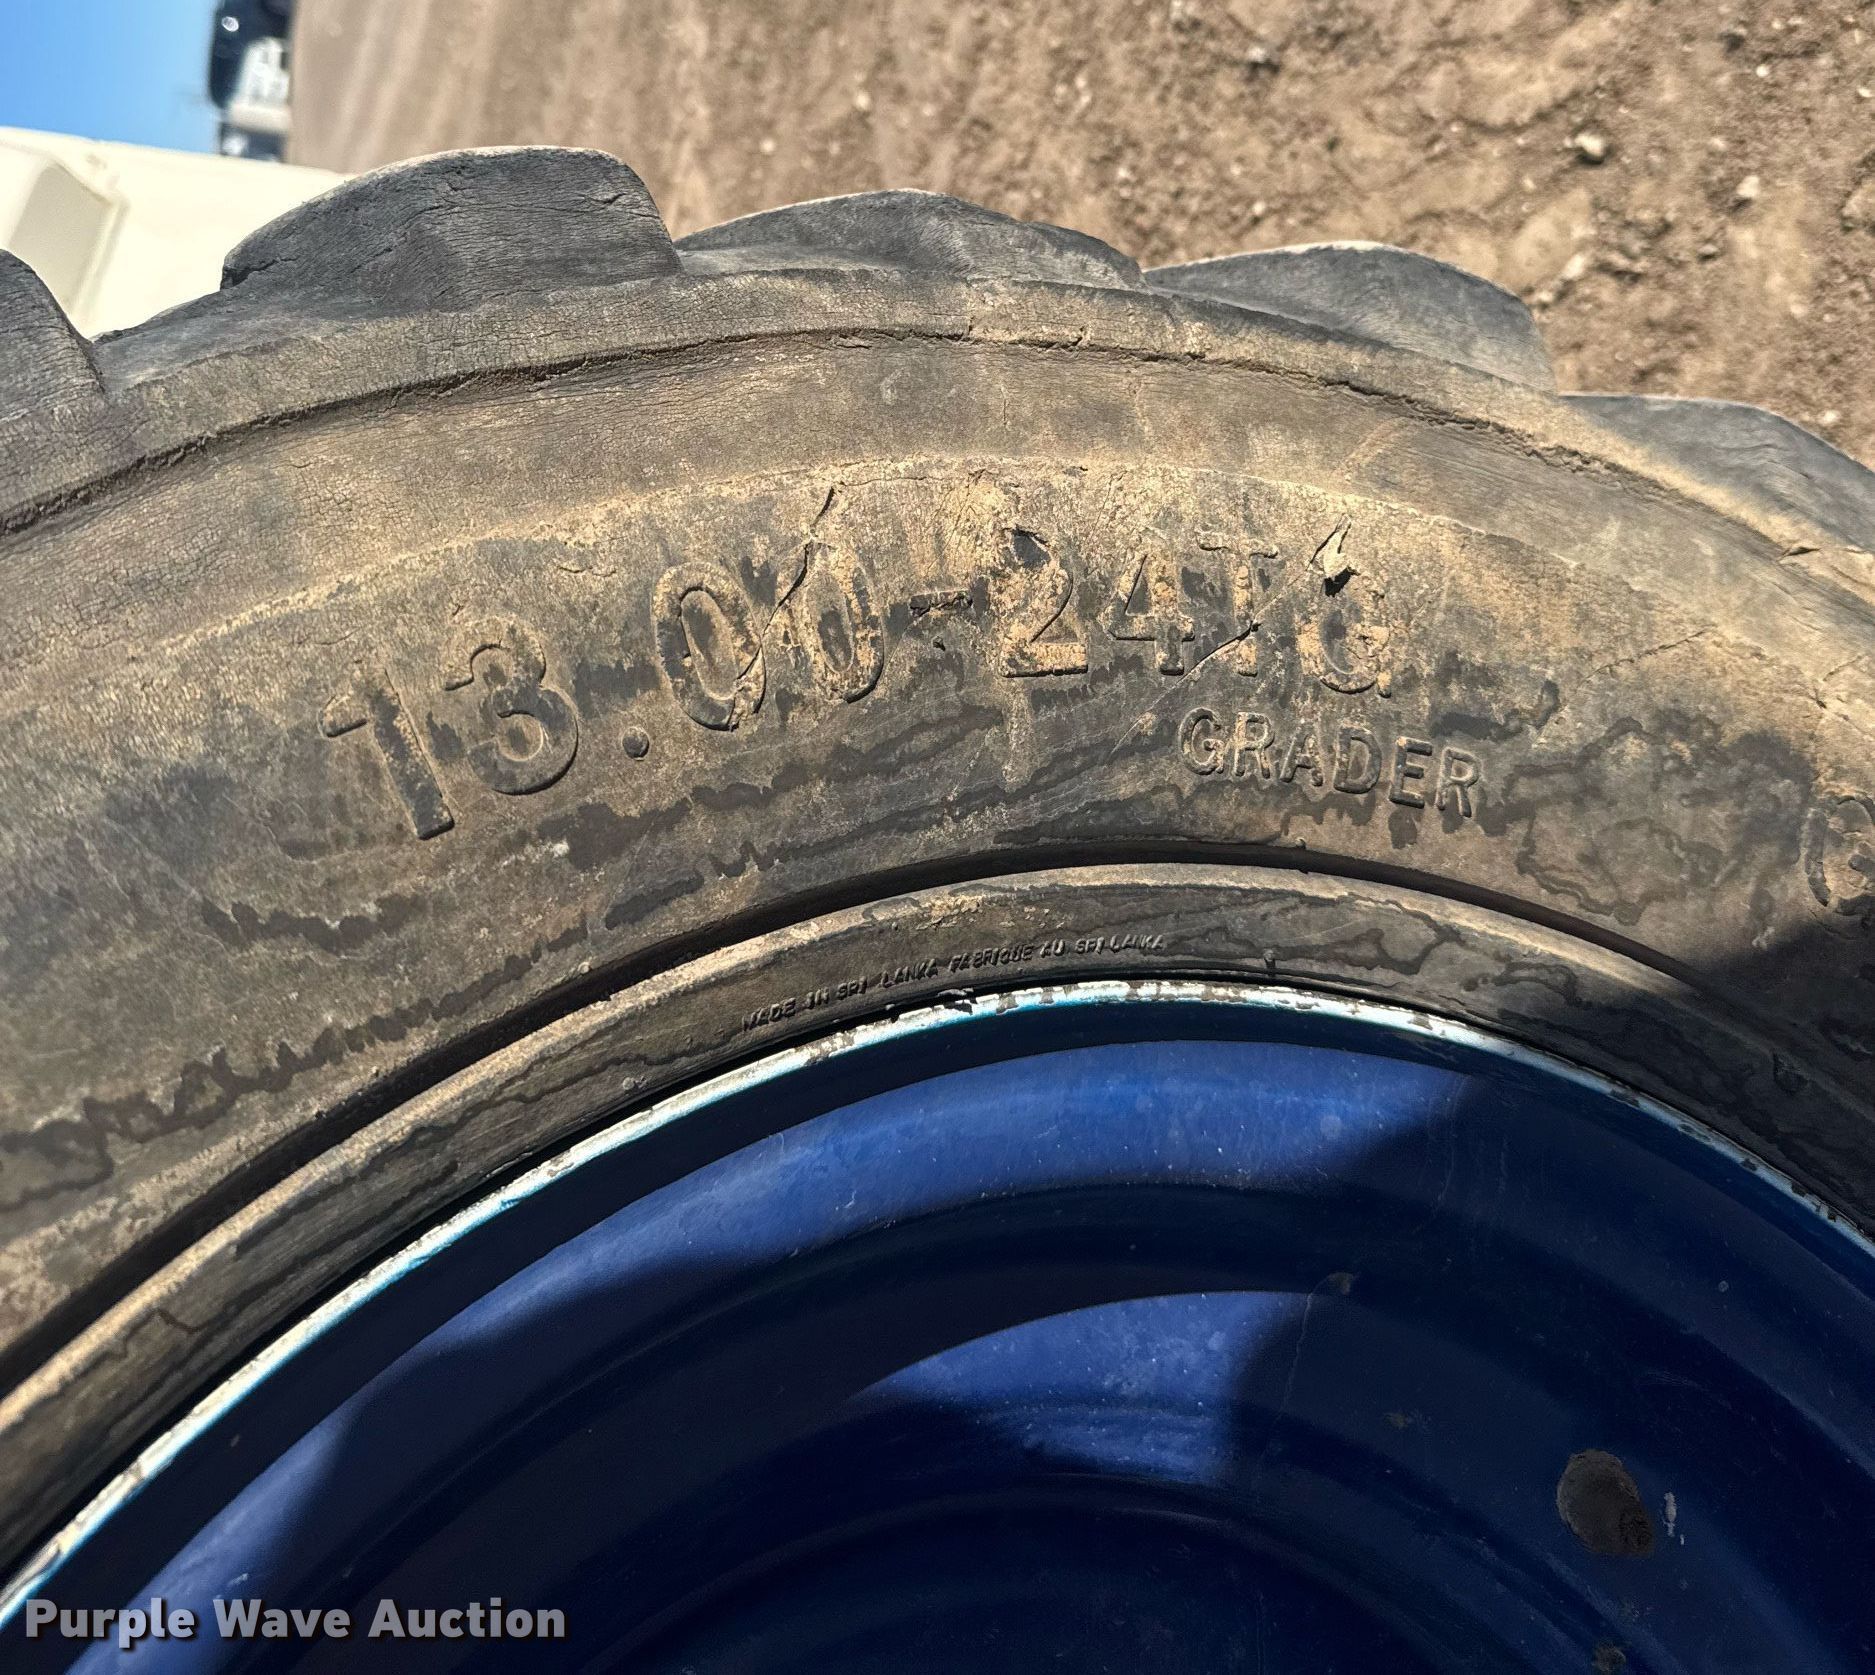 13.00-24TG
GRADER
MADE IN SRI LANKA FABRIQUE AU SRI LANKA
Purple Wave Auction